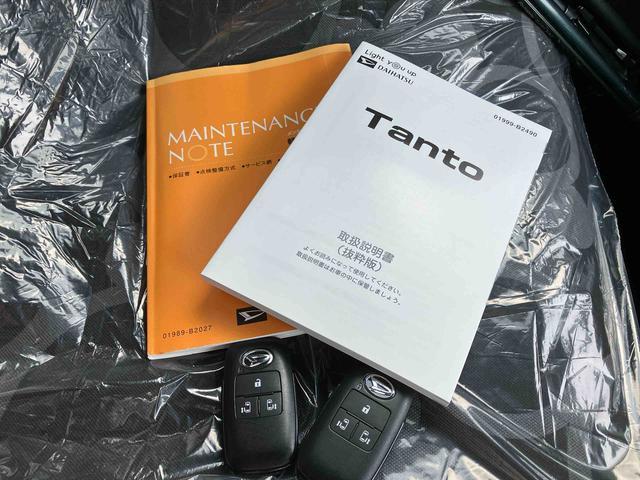 MAINTENANC
NOTE
●保証書 ●点検整備方式 ●サービス網
01989-B2027
Light you up
DAIHATSU
01999-B2490
Tanto
取扱説明書
(抜粋版)
よくお読みになって使用してください。
取扱説明書はお車の中に保管しましょう。